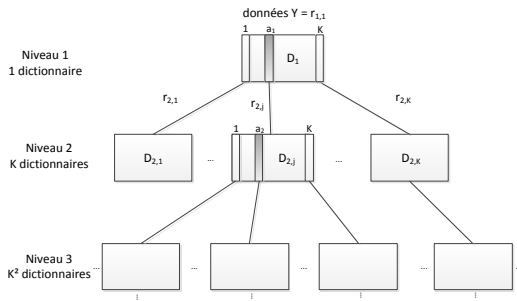 données Y = r1,1
1 a1 K
Niveau 1
1 dictionnaire
D1
r2,1 r2,j r2,K
1 a2 K
Niveau 2
K dictionnaires
D2,1 ... D2,j ... D2,K
Niveau 3
K² dictionnaires
... ... ... ... ...